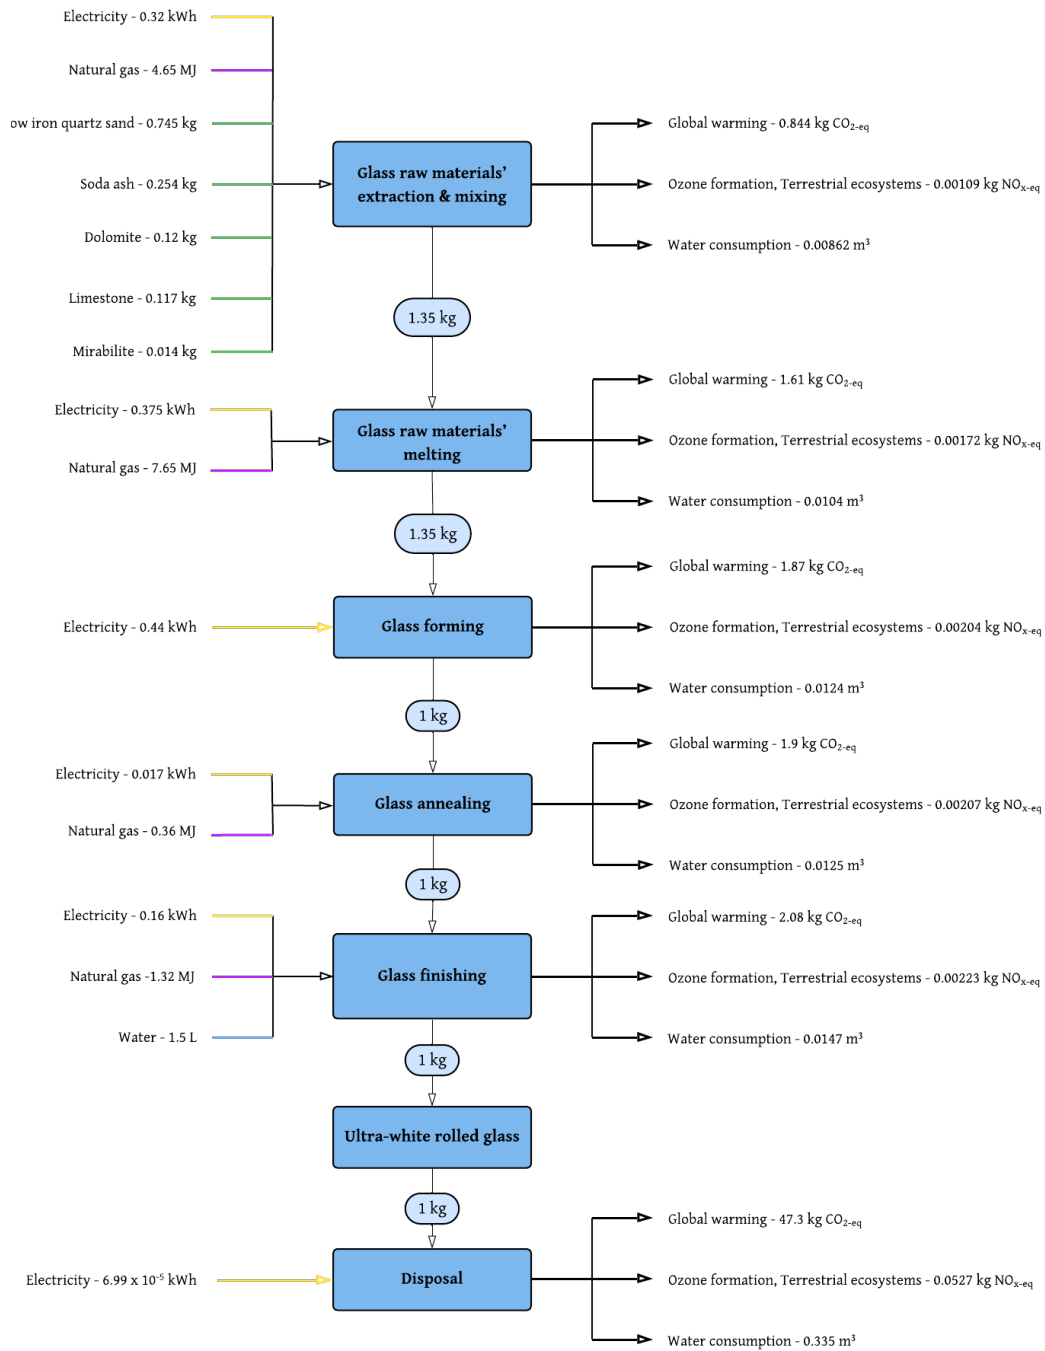 Electricity - 0.32 kWh
Natural gas - 4.65 MJ
ow iron quartz sand - 0.745 kg
Soda ash - 0.254 kg
Dolomite - 0.12 kg
Limestone - 0.117 kg
Mirabilite - 0.014 kg
Glass raw materials’
extraction & mixing
Global warming - 0.844 kg CO2-eq
Ozone formation, Terrestrial ecosystems - 0.00109 kg NOx-eq
Water consumption - 0.00862 m³
1.35 kg
Electricity - 0.375 kWh
Natural gas - 7.65 MJ
Glass raw materials’
melting
Global warming - 1.61 kg CO2-eq
Ozone formation, Terrestrial ecosystems - 0.00172 kg NOx-eq
Water consumption - 0.0104 m³
1.35 kg
Electricity - 0.44 kWh
Glass forming
Global warming - 1.87 kg CO2-eq
Ozone formation, Terrestrial ecosystems - 0.00204 kg NOx-eq
Water consumption - 0.0124 m³
1 kg
Electricity - 0.017 kWh
Natural gas - 0.36 MJ
Glass annealing
Global warming - 1.9 kg CO2-eq
Ozone formation, Terrestrial ecosystems - 0.00207 kg NOx-eq
Water consumption - 0.0125 m³
1 kg
Electricity - 0.16 kWh
Natural gas -1.32 MJ
Water - 1.5 L
Glass finishing
Global warming - 2.08 kg CO2-eq
Ozone formation, Terrestrial ecosystems - 0.00223 kg NOx-eq
Water consumption - 0.0147 m³
1 kg
Ultra-white rolled glass
1 kg
Electricity - 6.99 x 10⁻⁵ kWh
Disposal
Global warming - 47.3 kg CO2-eq
Ozone formation, Terrestrial ecosystems - 0.0527 kg NOx-eq
Water consumption - 0.335 m³